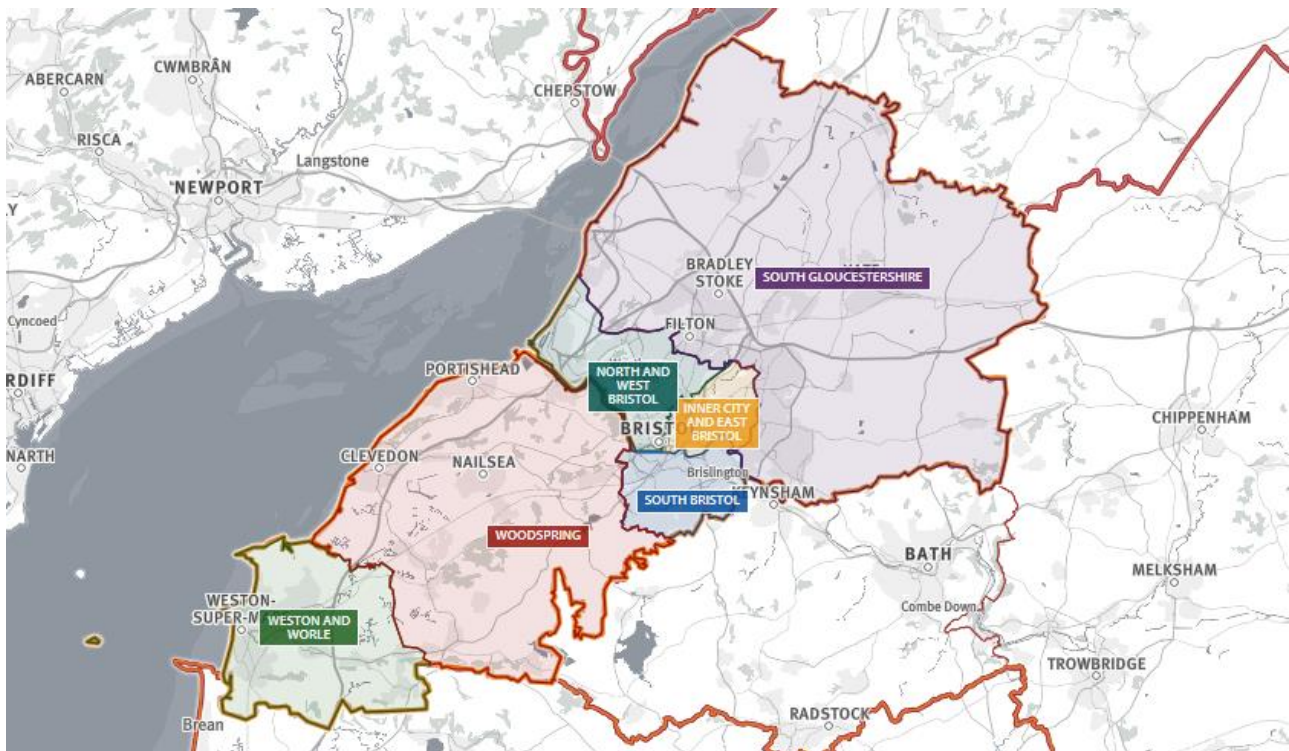 ABERCARN
CWMBRÂN
CHEPSTOW
RISCA
Langstone
NEWPORT
Cyncoed
BRADLEY
STOKE
SOUTH GLOUCESTERSHIRE
FILTON
PORTISHEAD
NORTH AND
WEST
BRISTOL
INNER CITY
AND EAST
BRISTOL
CHIPPENHAM
CLEVEDON
NAILSEA
Brislington
KEYNSHAM
SOUTH BRISTOL
WOODSPRING
BATH
MELKSHAM
Combe Down
WESTON-
WESTON AND
WORLE
TROWBRIDGE
RADSTOCK
Brean